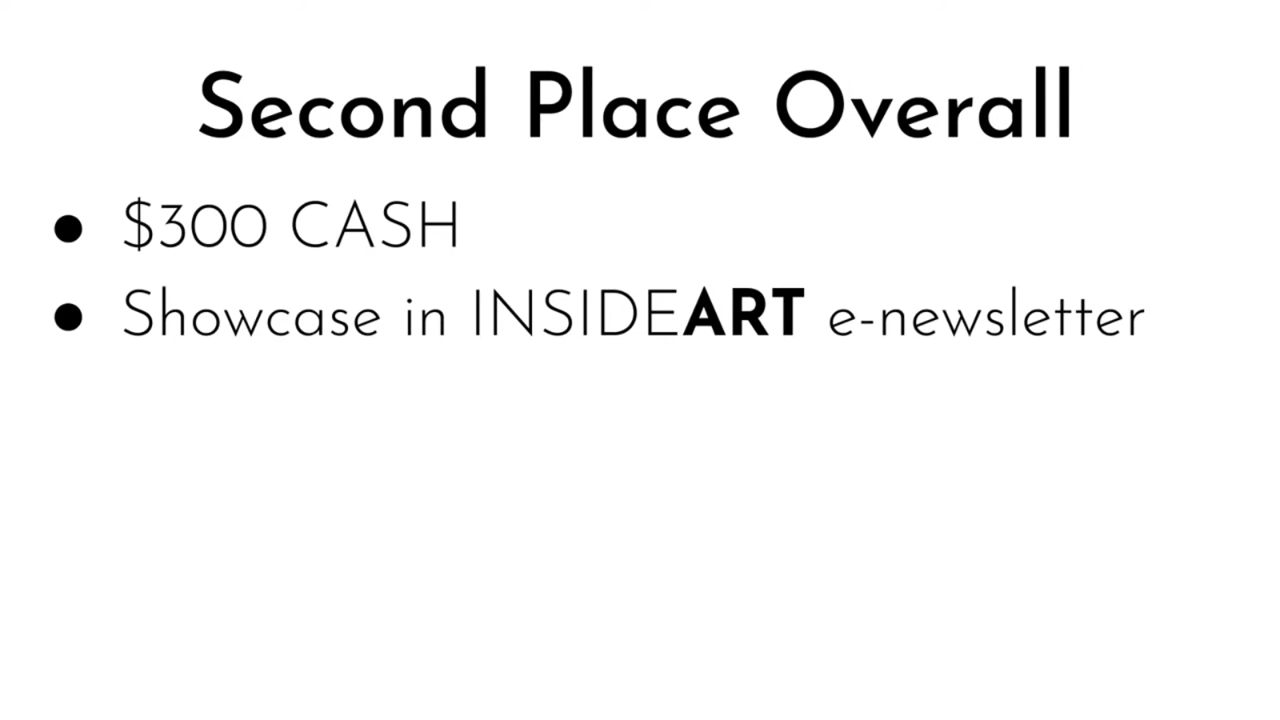 Second Place Overall
● $300 CASH
● Showcase in INSIDEART e-newsletter